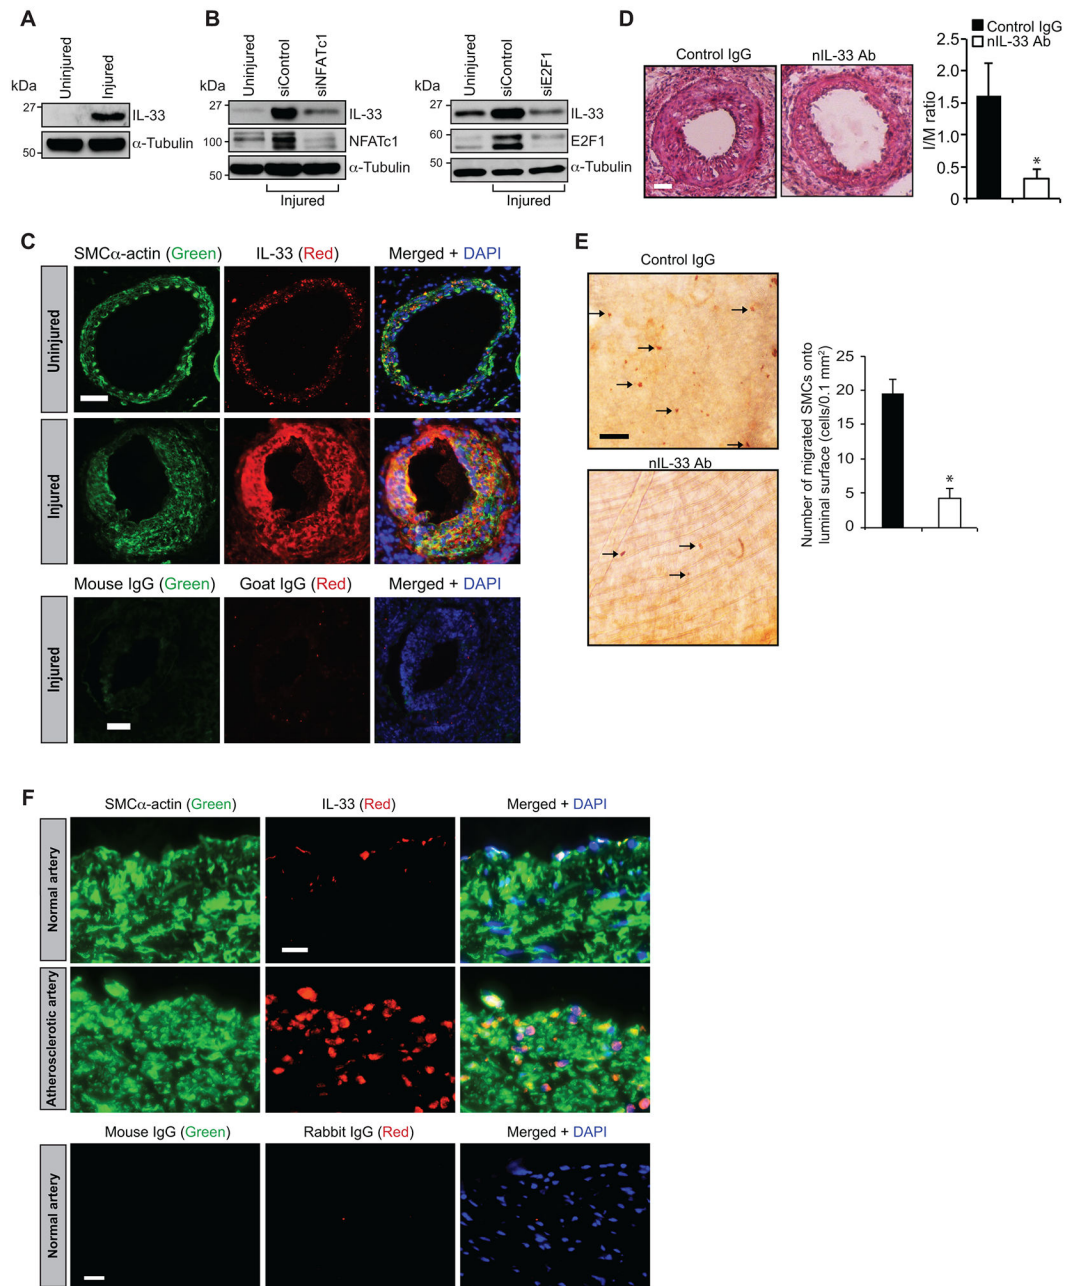 A
Uninjured
Injured
kDa
27
IL-33
50
α-Tubulin
B
Uninjured
siControl
siNFATc1
kDa
27
IL-33
100
NFATc1
50
α-Tubulin
Injured
Uninjured
siControl
siE2F1
kDa
27
IL-33
60
E2F1
50
α-Tubulin
Injured
D
Control IgG
nIL-33 Ab
Control IgG
nIL-33 Ab
I/M ratio
2.5
2.0
1.5
1.0
0.5
0
*
C
SMCα-actin (Green)
IL-33 (Red)
Merged + DAPI
Uninjured
Injured
Mouse IgG (Green)
Goat IgG (Red)
Merged + DAPI
Injured
E
Control IgG
nIL-33 Ab
Number of migrated SMCs onto
luminal surface (cells/0.1 mm²)
25
20
15
10
5
0
*
F
SMCα-actin (Green)
IL-33 (Red)
Merged + DAPI
Normal artery
Atherosclerotic artery
Mouse IgG (Green)
Rabbit IgG (Red)
Merged + DAPI
Normal artery